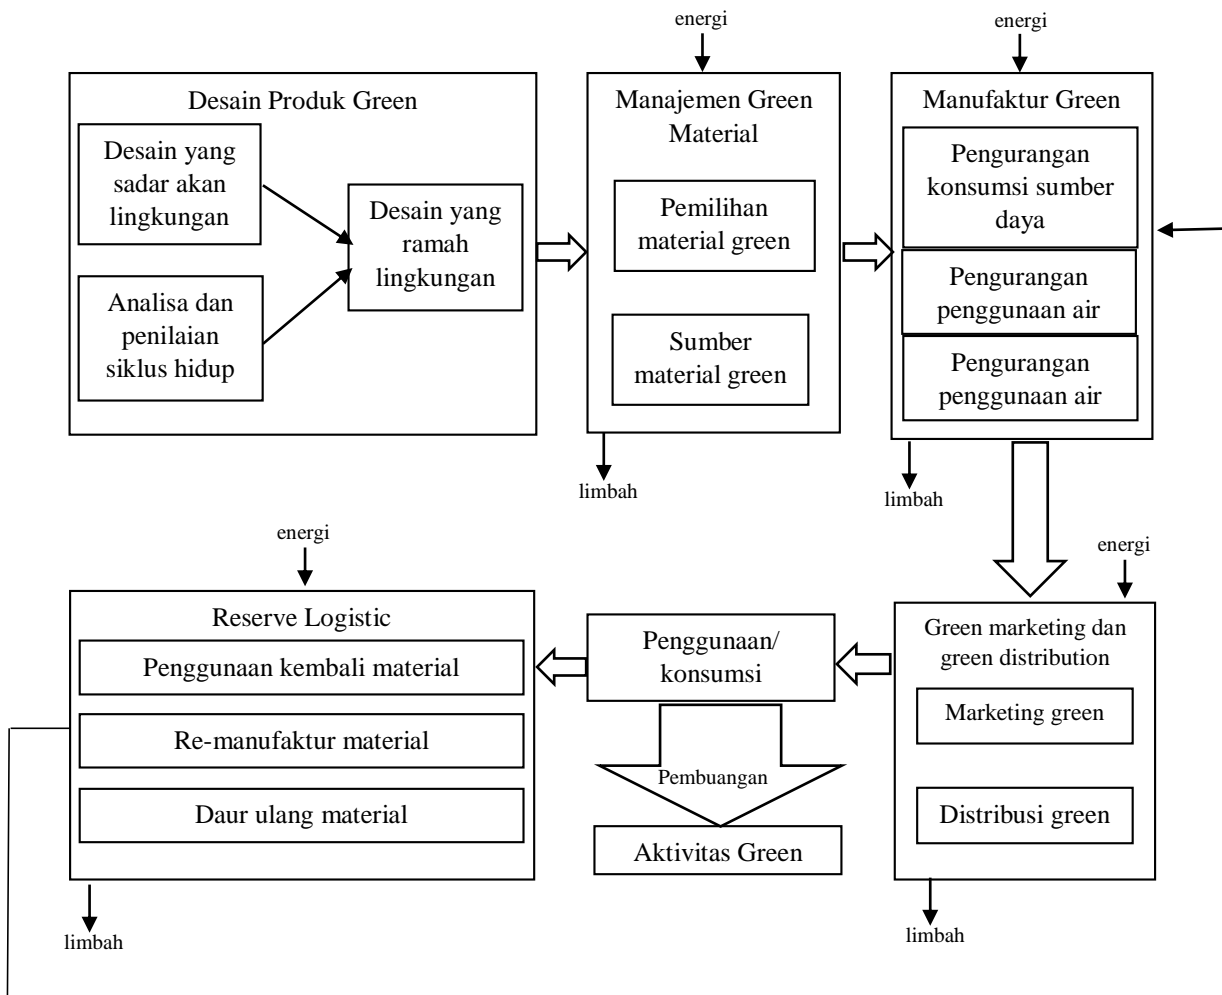 energi
energi
Desain Produk Green
Desain yang
sadar akan
lingkungan
Analisa dan
penilaian
siklus hidup
Desain yang
ramah
lingkungan
Manajemen Green
Material
Pemilihan
material green
Sumber
material green
limbah
Manufaktur Green
Pengurangan
konsumsi sumber
daya
Pengurangan
penggunaan air
Pengurangan
penggunaan air
limbah
energi
energi
Reserve Logistic
Penggunaan kembali material
Re-manufaktur material
Daur ulang material
limbah
Penggunaan/
konsumsi
Pembuangan
Aktivitas Green
Green marketing dan
green distribution
Marketing green
Distribusi green
limbah